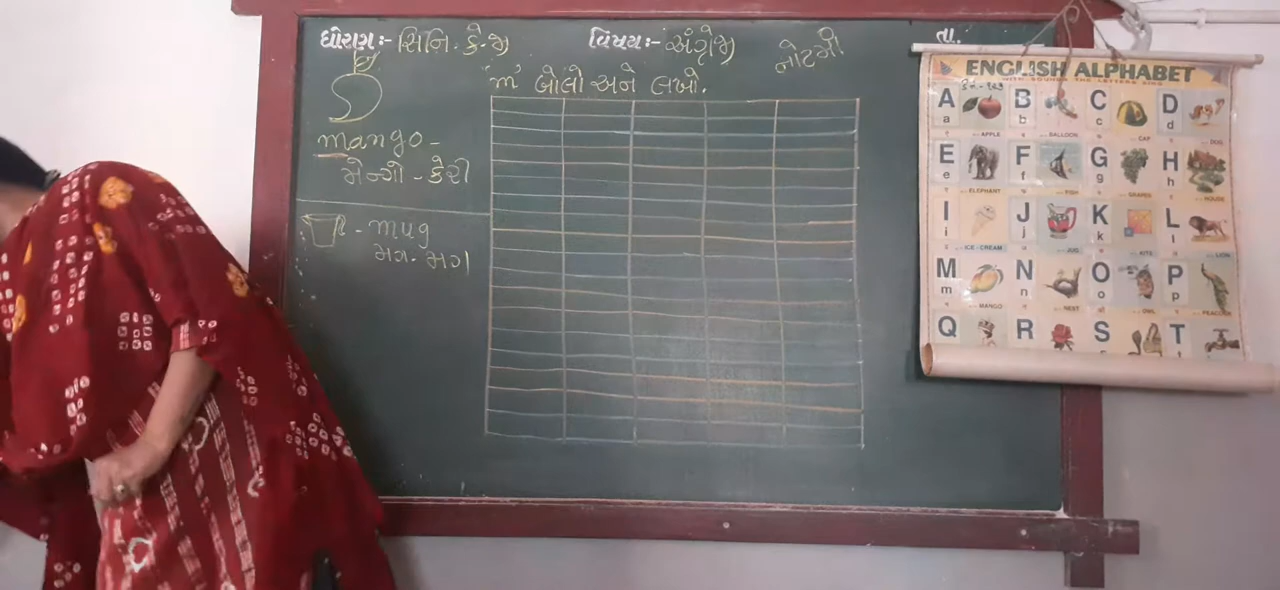 ધોરણ:- સિનિ. કે.જી
વિષય:- અંગ્રેજી
નોટમી
તા.
'm' બોલો અને લખો.
mango -
મેન્ગો - કેરી
- mug
મગ - મગ
ENGLISH ALPHABET
A B C D
a b c d
APPLE BALLOON CAP DOG
E F G H
e f g h
ELEPHANT FISH GRAPES HOUSE
I J K L
i j k l
ICE-CREAM JUG KITE LION
M N O P
m n o p
MANGO NEST OWL PEACOCK
Q R S T